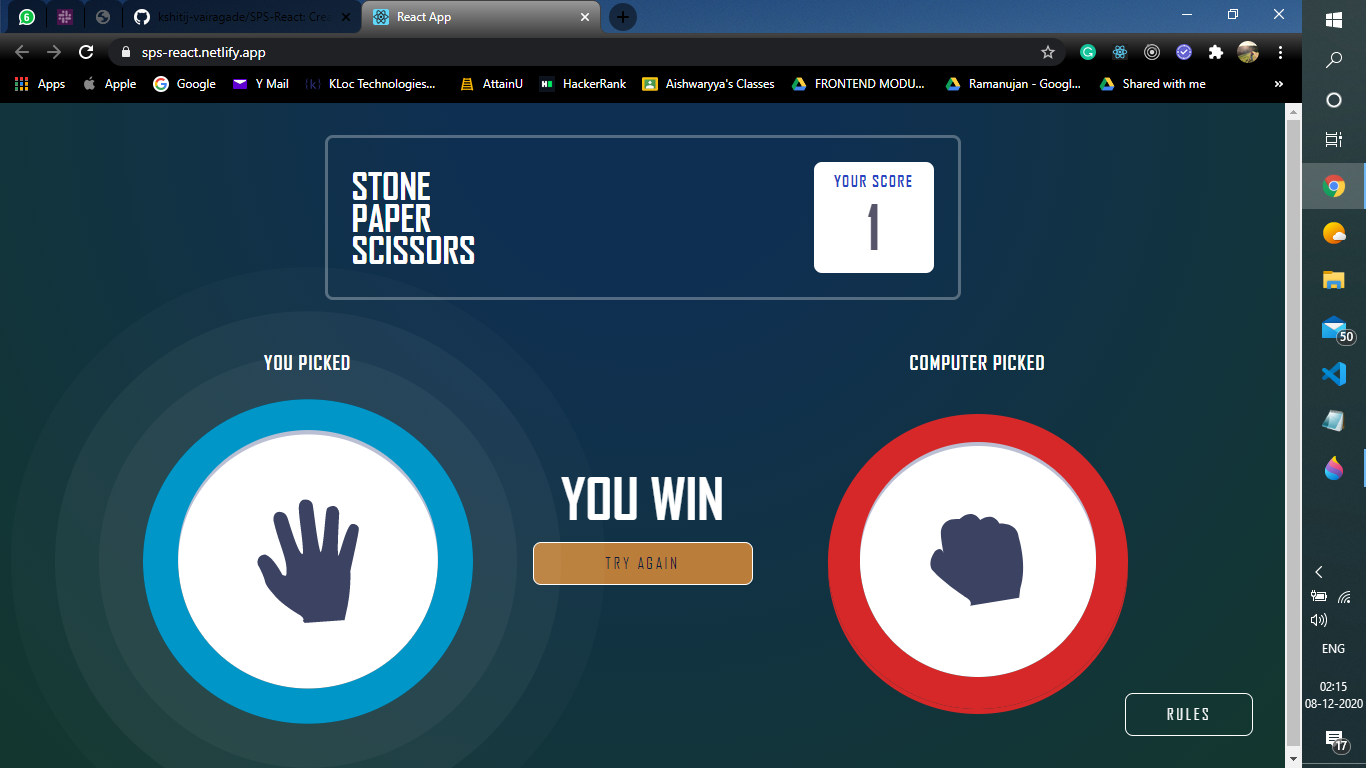 6
kshitij-vairagade/SPS-React: Cre
React App
sps-react.netlify.app
Apps
Apple
Google
Y Mail
KLoc Technologies...
AttainU
HackerRank
Aishwaryya's Classes
FRONTEND MODU...
Ramanujan - Googl...
Shared with me
»
STONE
PAPER
SCISSORS
YOUR SCORE
1
YOU PICKED
COMPUTER PICKED
YOU WIN
TRY AGAIN
RULES
50
ENG
02:15
08-12-2020
17